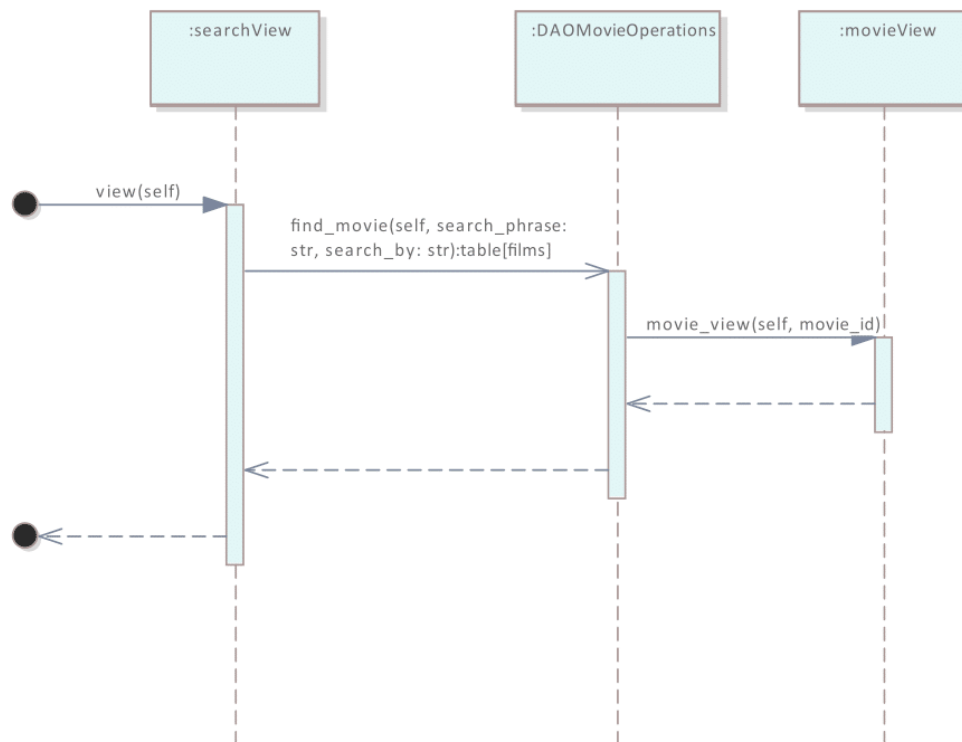 :searchView
:DAOMovieOperations
:movieView
view(self)
find_movie(self, search_phrase:
str, search_by: str):table[films]
movie_view(self, movie_id)